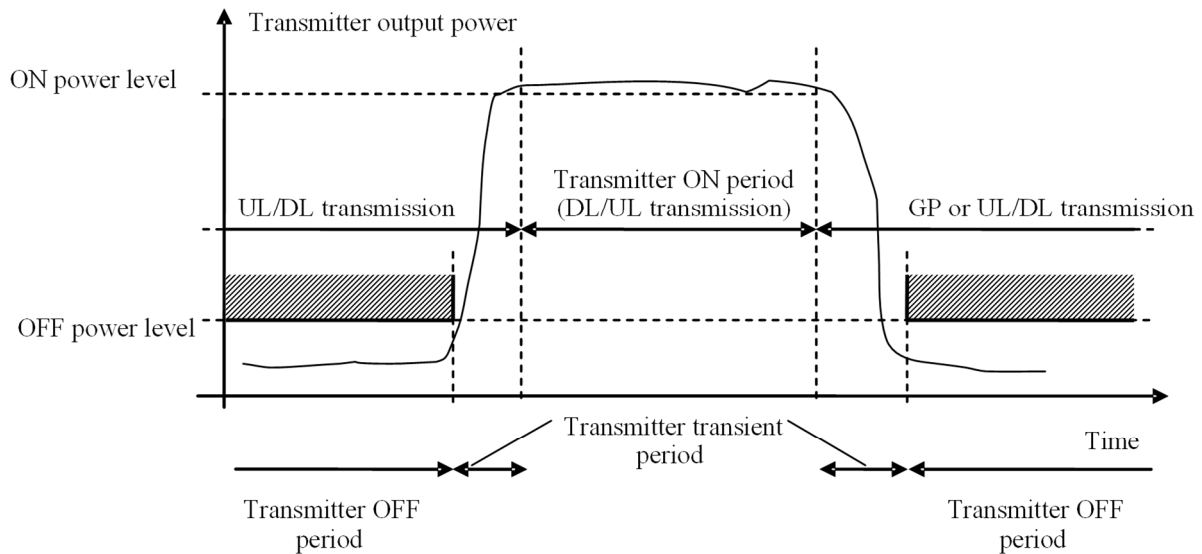 Transmitter output power
ON power level
Transmitter ON period
UL/DL transmission
(DL/UL transmission)
GP or UL/DL transmission
OFF power level
Transmitter transient
period
Time
Transmitter OFF
period
Transmitter OFF
period